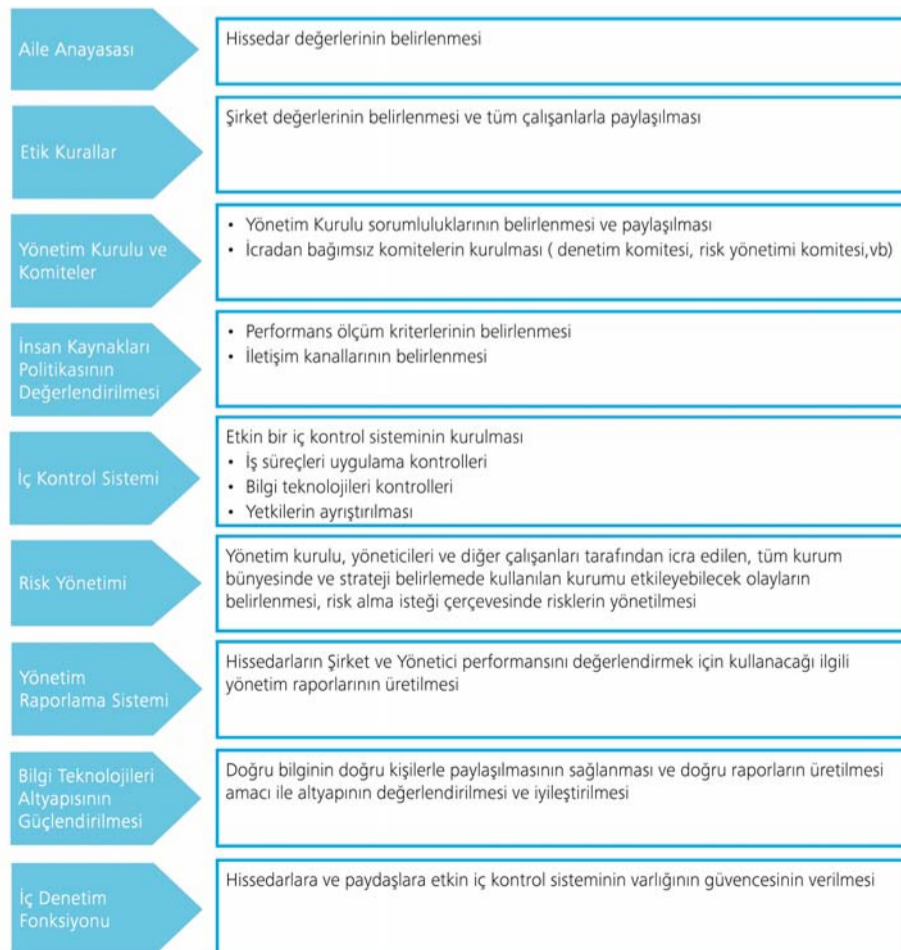 Aile Anayasası
Hissedar değerlerinin belirlenmesi
Etik Kurallar
Şirket değerlerinin belirlenmesi ve tüm çalışanlarla paylaşılması
Yönetim Kurulu ve
Komiteler
• Yönetim Kurulu sorumluluklarının belirlenmesi ve paylaşılması
• İcradan bağımsız komitelerin kurulması ( denetim komitesi, risk yönetimi komitesi,vb)
İnsan Kaynakları
Politikasının
Değerlendirilmesi
• Performans ölçüm kriterlerinin belirlenmesi
• İletişim kanallarının belirlenmesi
İç Kontrol Sistemi
Etkin bir iç kontrol sisteminin kurulması
• İş süreçleri uygulama kontrolleri
• Bilgi teknolojileri kontrolleri
• Yetkilerin ayrıştırılması
Risk Yönetimi
Yönetim kurulu, yöneticileri ve diğer çalışanları tarafından icra edilen, tüm kurum
bünyesinde ve strateji belirlemede kullanılan kurumu etkileyebilecek olayların
belirlenmesi, risk alma isteği çerçevesinde risklerin yönetilmesi
Yönetim
Raporlama Sistemi
Hissedarların Şirket ve Yönetici performansını değerlendirmek için kullanacağı ilgili
yönetim raporlarının üretilmesi
Bilgi Teknolojileri
Altyapısının
Güçlendirilmesi
Doğru bilginin doğru kişilerle paylaşılmasının sağlanması ve doğru raporların üretilmesi
amacı ile altyapının değerlendirilmesi ve iyileştirilmesi
İç Denetim
Fonksiyonu
Hissedarlara ve paydaşlara etkin iç kontrol sisteminin varlığının güvencesinin verilmesi